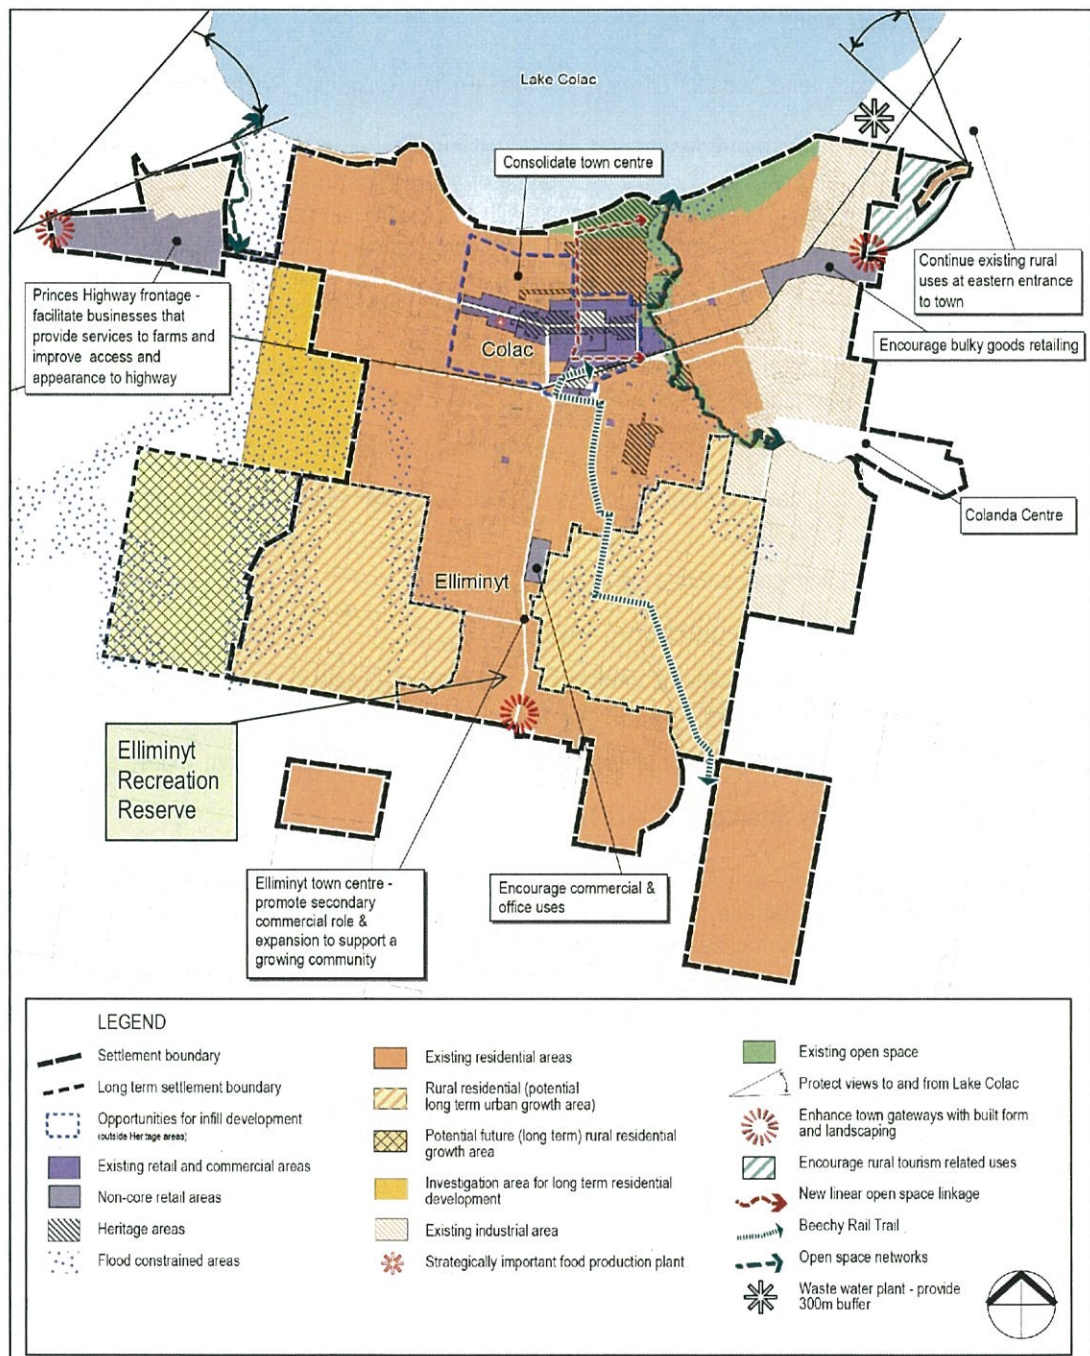 Lake Colac
Consolidate town centre
Continue existing rural
uses at eastern entrance
to town
Princes Highway frontage -
facilitate businesses that
provide services to farms and
improve access and
appearance to highway
Encourage bulky goods retailing
Colac
Colanda Centre
Elliminyt
Elliminyt
Recreation
Reserve
Elliminyt town centre -
promote secondary
commercial role &
expansion to support a
growing community
Encourage commercial &
office uses
LEGEND
Settlement boundary
Long term settlement boundary
Opportunities for infill development
(outside Heritage areas)
Existing retail and commercial areas
Non-core retail areas
Heritage areas
Flood constrained areas
Existing residential areas
Rural residential (potential
long term urban growth area)
Potential future (long term) rural residential
growth area
Investigation area for long term residential
development
Existing industrial area
Strategically important food production plant
Existing open space
Protect views to and from Lake Colac
Enhance town gateways with built form
and landscaping
Encourage rural tourism related uses
New linear open space linkage
Beechy Rail Trail
Open space networks
Waste water plant - provide
300m buffer